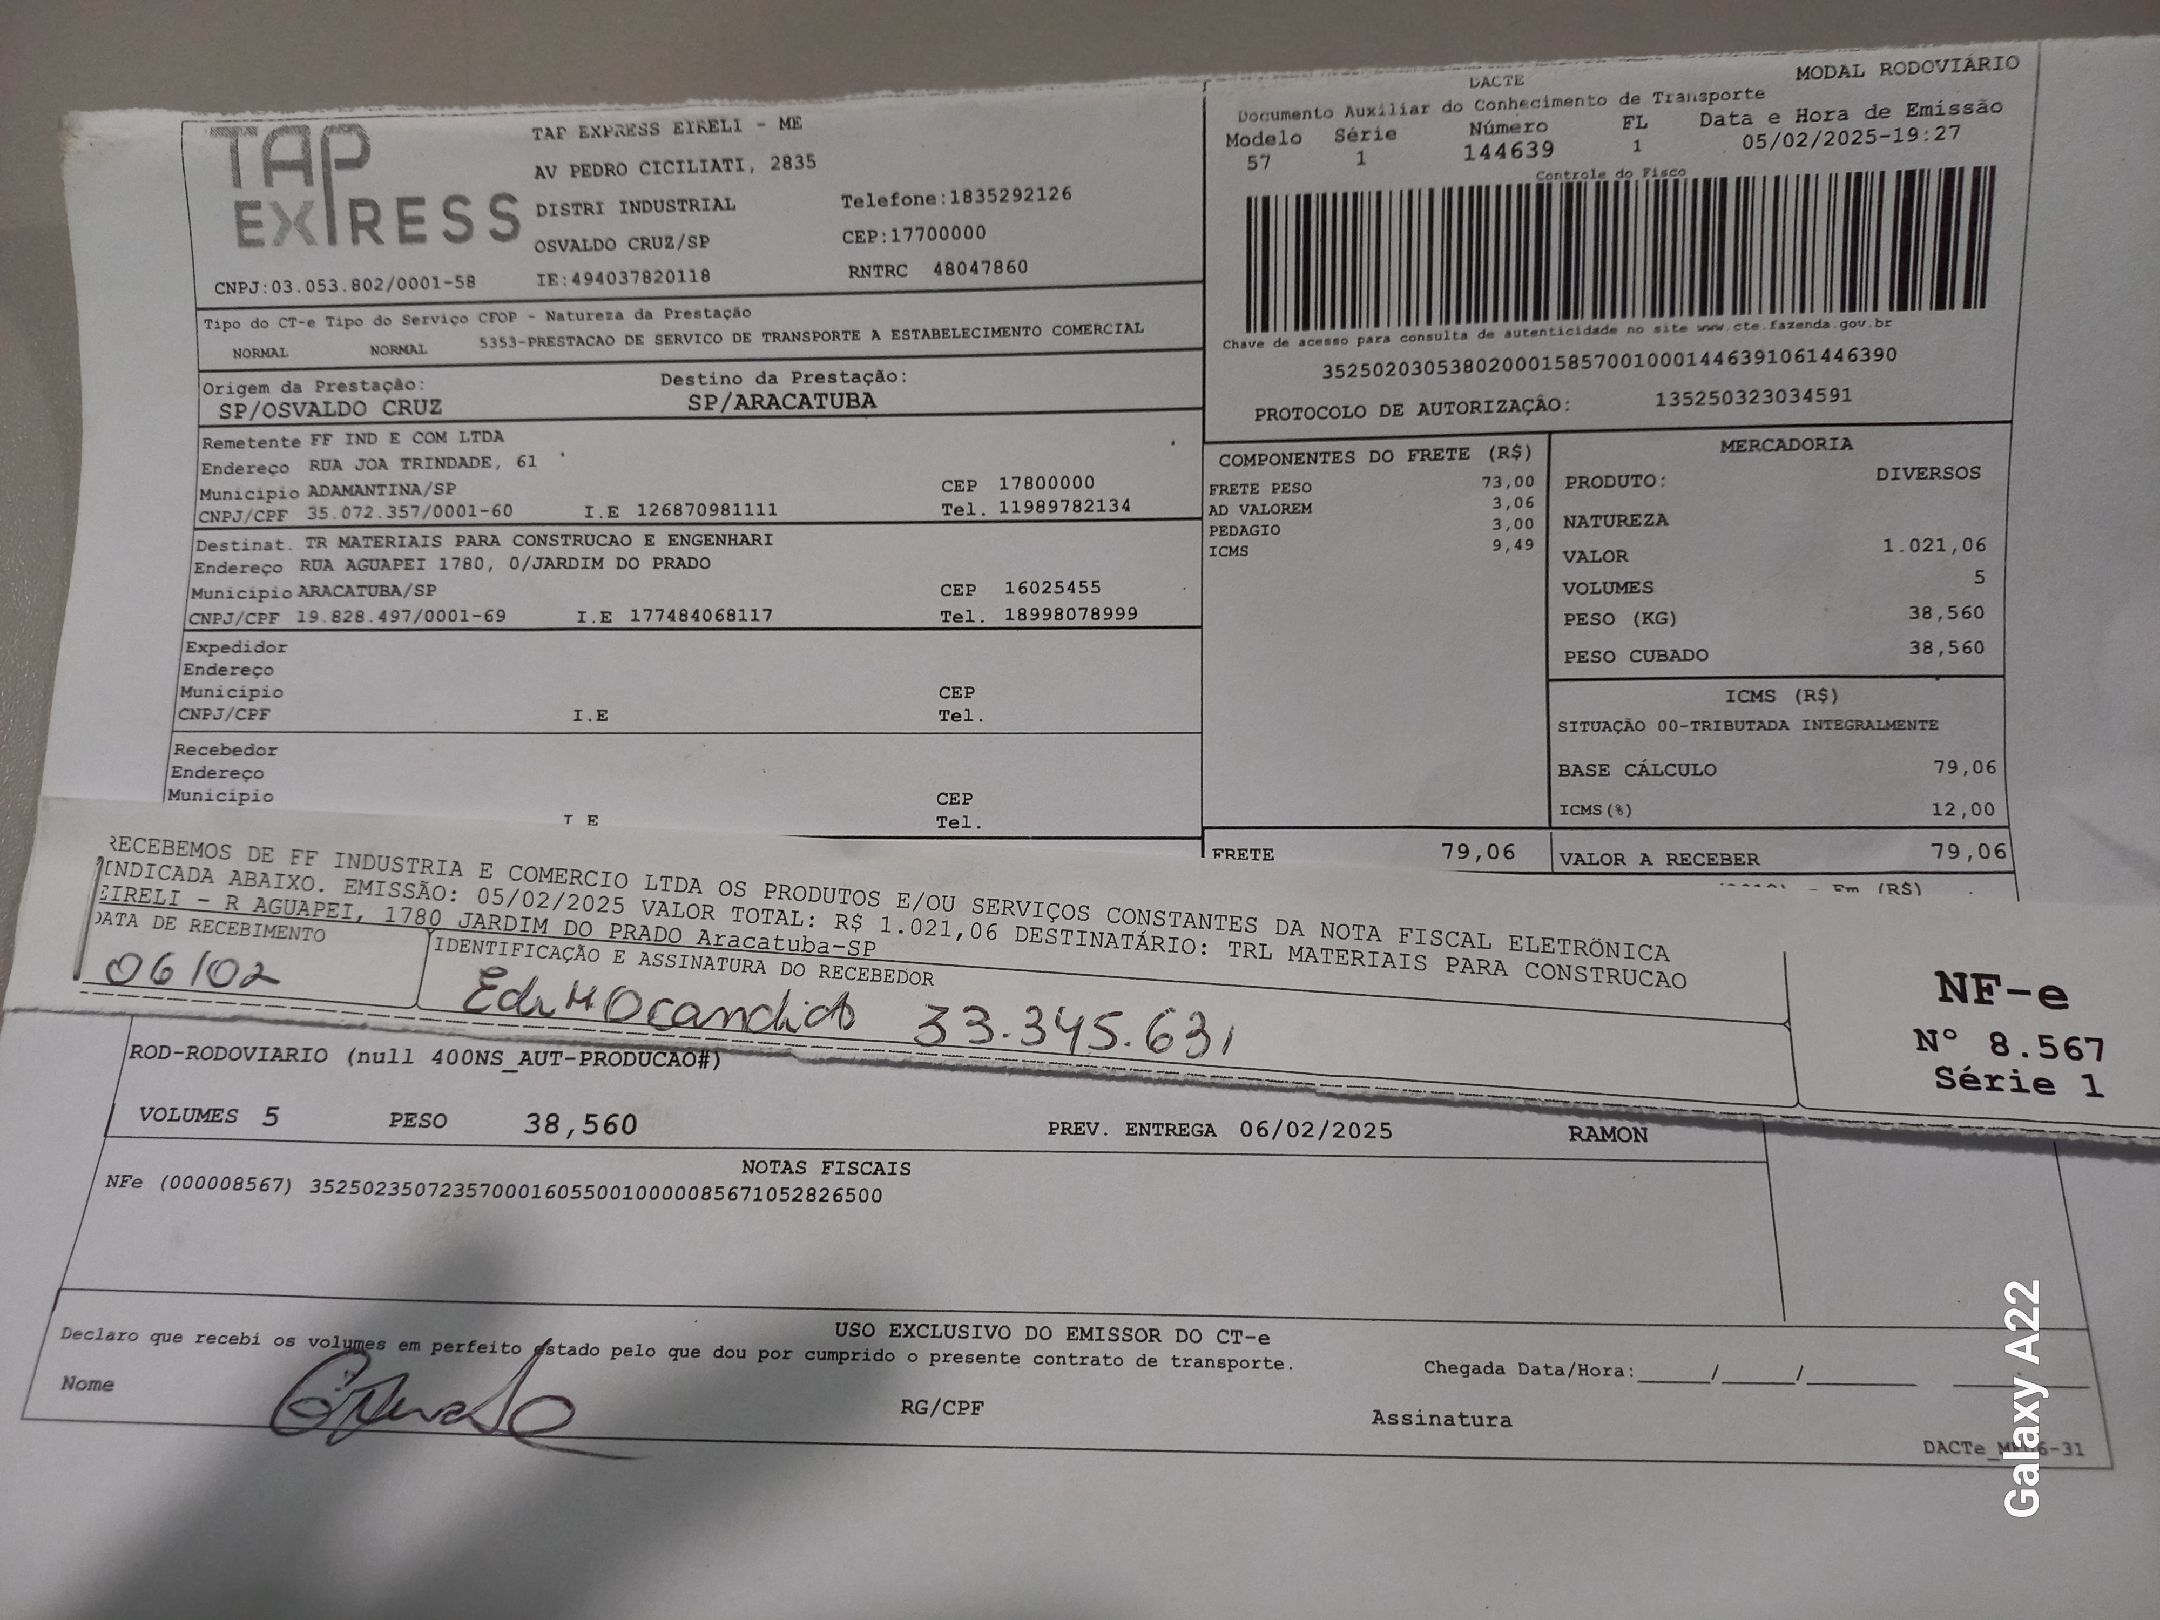 TAP EXPRESS
TAP EXPRESS EIRELI - ME
AV PEDRO CICILIATI, 2835
DISTRI INDUSTRIAL Telefone:1835292126
OSVALDO CRUZ/SP CEP:17700000
CNPJ:03.053.802/0001-58 IE:494037820118 RNTRC 48047860
DACTE MODAL RODOVIÁRIO
Documento Auxiliar do Conhecimento de Transporte
Modelo Série Número FL Data e Hora de Emissão
57 1 144639 1 05/02/2025-19:27
Controle do Fisco
Chave de acesso para consulta de autenticidade no site www.cte.fazenda.gov.br
35250203053802000158570010001446391061446390
PROTOCOLO DE AUTORIZAÇÃO: 135250323034591
Tipo do CT-e Tipo do Serviço CFOP - Natureza da Prestação
NORMAL NORMAL 5353-PRESTACAO DE SERVICO DE TRANSPORTE A ESTABELECIMENTO COMERCIAL
Origem da Prestação: Destino da Prestação:
SP/OSVALDO CRUZ SP/ARACATUBA
Remetente FF IND E COM LTDA
Endereço RUA JOA TRINDADE, 61
Municipio ADAMANTINA/SP CEP 17800000
CNPJ/CPF 35.072.357/0001-60 I.E 126870981111 Tel. 11989782134
Destinat. TR MATERIAIS PARA CONSTRUCAO E ENGENHARI
Endereço RUA AGUAPEI 1780, 0/JARDIM DO PRADO
Municipio ARACATUBA/SP CEP 16025455
CNPJ/CPF 19.828.497/0001-69 I.E 177484068117 Tel. 18998078999
Expedidor
Endereço
Municipio CEP
CNPJ/CPF I.E Tel.
Recebedor
Endereço
Municipio CEP
I E Tel.
COMPONENTES DO FRETE (R$)
FRETE PESO 73,00
AD VALOREM 3,06
PEDAGIO 3,00
ICMS 9,49
MERCADORIA
PRODUTO: DIVERSOS
NATUREZA
VALOR 1.021,06
VOLUMES 5
PESO (KG) 38,560
PESO CUBADO 38,560
ICMS (R$)
SITUAÇÃO 00-TRIBUTADA INTEGRALMENTE
BASE CÁLCULO 79,06
ICMS(%) 12,00
FRETE 79,06 VALOR A RECEBER 79,06
- Em (R$)
RECEBEMOS DE FF INDUSTRIA E COMERCIO LTDA OS PRODUTOS E/OU SERVIÇOS CONSTANTES DA NOTA FISCAL ELETRÔNICA
INDICADA ABAIXO. EMISSÃO: 05/02/2025 VALOR TOTAL: R$ 1.021,06 DESTINATÁRIO: TRL MATERIAIS PARA CONSTRUCAO
EIRELI - R AGUAPEI, 1780 JARDIM DO PRADO Aracatuba-SP
DATA DE RECEBIMENTO IDENTIFICAÇÃO E ASSINATURA DO RECEBEDOR
06/02 candido 33.345.631
NF-e
Nº 8.567
Série 1
ROD-RODOVIARIO (null 400NS_AUT-PRODUCAO#)
VOLUMES 5 PESO 38,560 PREV. ENTREGA 06/02/2025 RAMON
NOTAS FISCAIS
NFe (000008567) 35250235072357000160550010000085671052826500
USO EXCLUSIVO DO EMISSOR DO CT-e
Declaro que recebi os volumes em perfeito estado pelo que dou por cumprido o presente contrato de transporte.
Chegada Data/Hora:_____/_____/________
Nome RG/CPF Assinatura
Galaxy A22